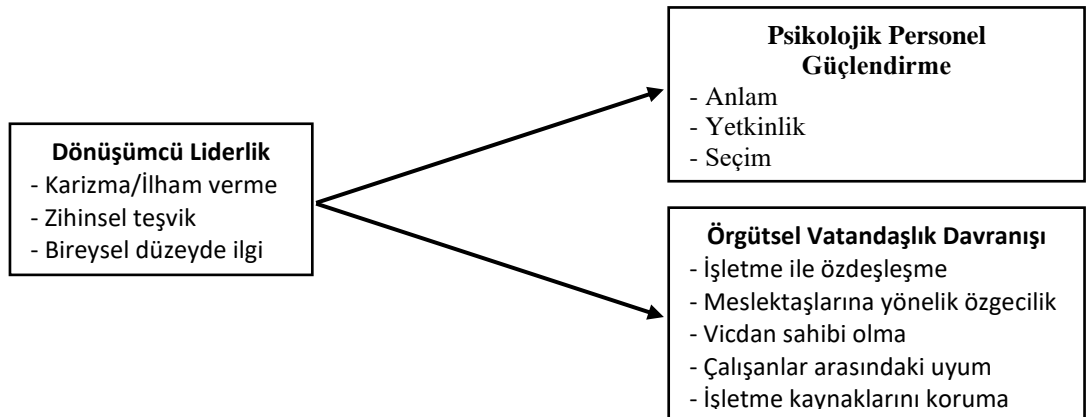 Dönüşümcü Liderlik
- Karizma/İlham verme
- Zihinsel teşvik
- Bireysel düzeyde ilgi
Psikolojik Personel
Güçlendirme
- Anlam
- Yetkinlik
- Seçim
Örgütsel Vatandaşlık Davranışı
- İşletme ile özdeşleşme
- Meslektaşlarına yönelik özgecilik
- Vicdan sahibi olma
- Çalışanlar arasındaki uyum
- İşletme kaynaklarını koruma